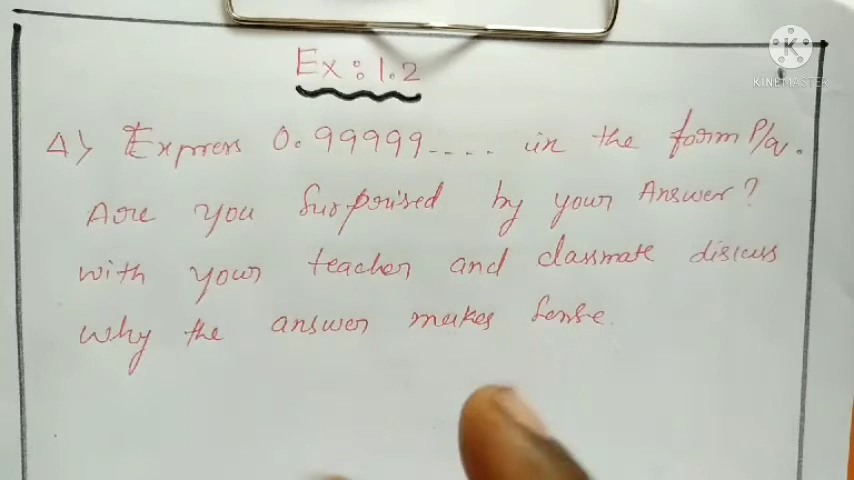 Ex : 1.2
K
KINEMASTER
4) Express 0.99999.... in the form P/q.
Are you Surprised by your Answer?
with your teacher and classmate discuss
why the answer makes Sense.